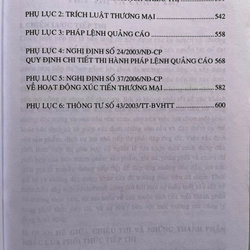 PHỤ LỤC 2: TRÍCH LUẬT THƯƠNG MẠI 542
PHỤ LỤC 3: PHÁP LỆNH QUẢNG CÁO 558
PHỤ LỤC 4: NGHỊ ĐỊNH SỐ 24/2003/NĐ-CP
QUY ĐỊNH CHI TIẾT THI HÀNH PHÁP LỆNH QUẢNG CÁO 568
PHỤ LỤC 5: NGHỊ ĐỊNH SỐ 37/2006/NĐ-CP
VỀ HOẠT ĐỘNG XÚC TIẾN THƯƠNG MẠI 582
PHỤ LỤC 6: THÔNG TƯ SỐ 43/2003/TT-BVHTT 600